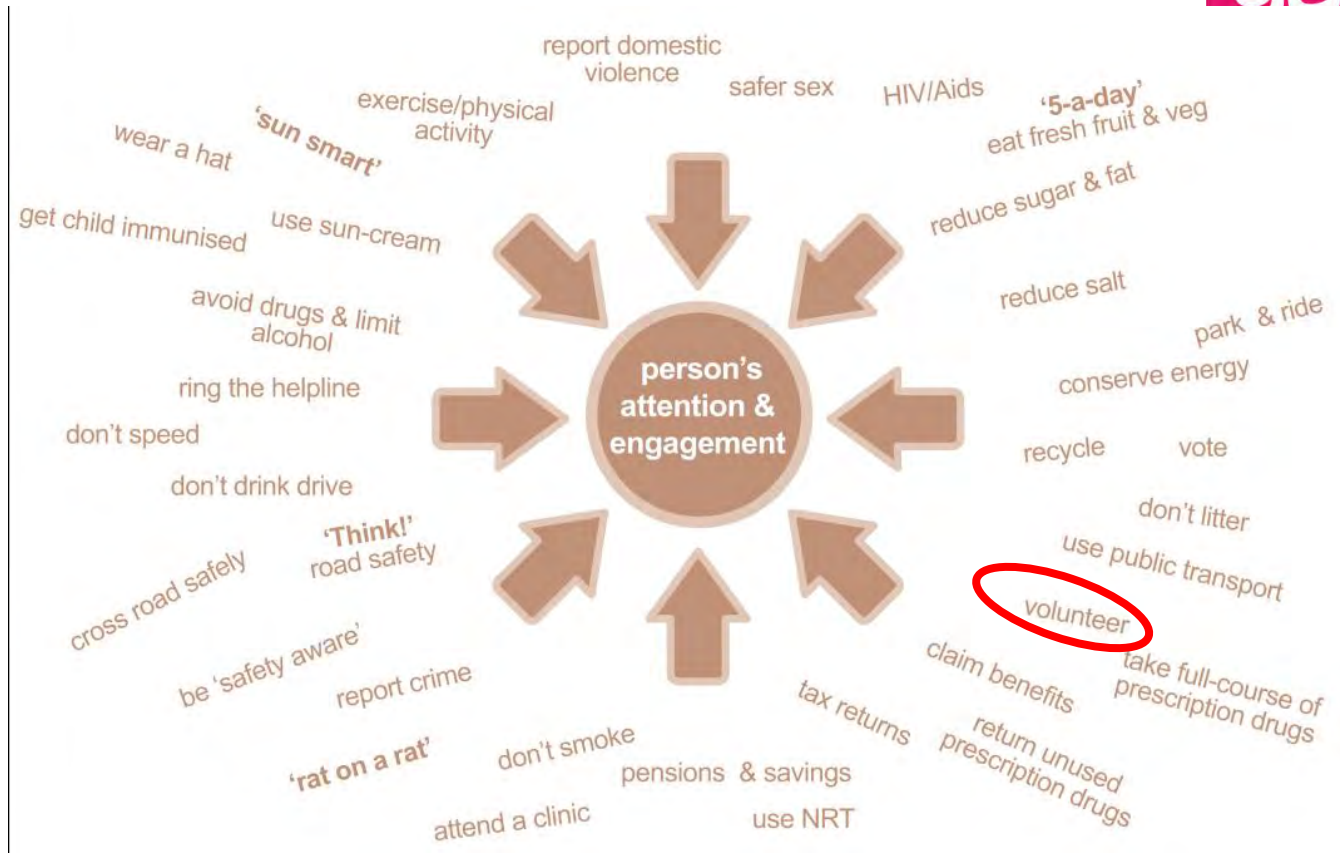 report domestic
violence
safer sex
HIV/Aids
'5-a-day'
eat fresh fruit & veg
exercise/physical
activity
'sun smart'
wear a hat
reduce sugar & fat
get child immunised
use sun-cream
reduce salt
avoid drugs & limit
alcohol
park & ride
person's
attention &
engagement
ring the helpline
conserve energy
don't speed
recycle
vote
don't drink drive
don't litter
'Think!'
road safety
use public transport
cross road safely
volunteer
be 'safety aware'
report crime
claim benefits
take full-course of
prescription drugs
tax returns
return unused
prescription drugs
'rat on a rat'
don't smoke
pensions & savings
attend a clinic
use NRT